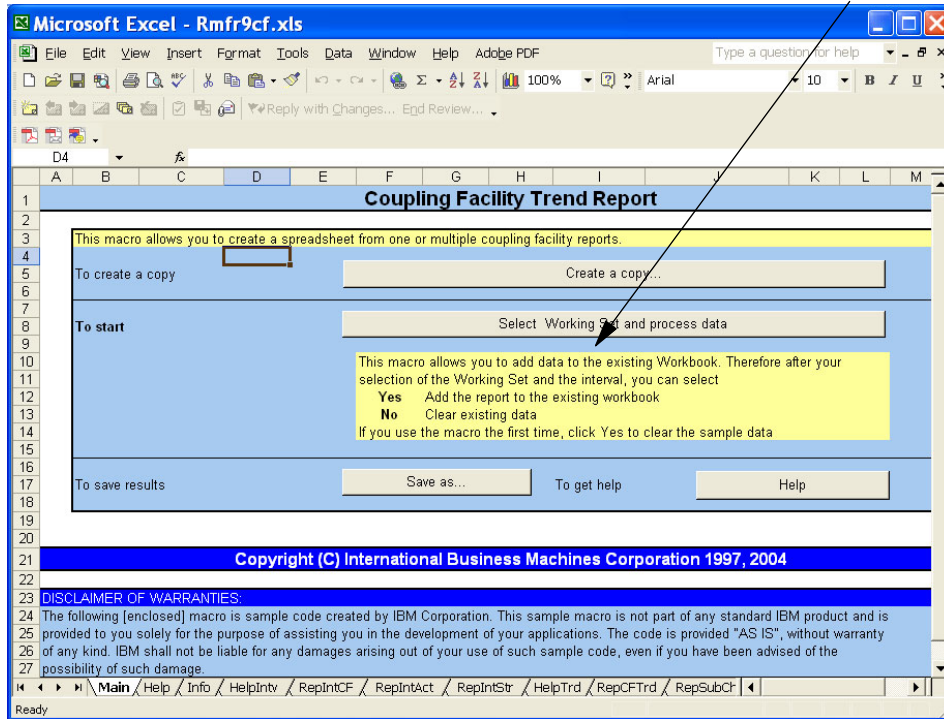 Microsoft Excel - Rmfr9cf.xls
File Edit View Insert Format Tools Data Window Help Adobe PDF Type a question for help
100% Arial 10 B I U
Reply with Changes... End Review...
D4 fx
A B C D E F G H I J K L M
1 Coupling Facility Trend Report
2
3 This macro allows you to create a spreadsheet from one or multiple coupling facility reports.
4
5 To create a copy Create a copy...
6
7
8 To start Select Working Set and process data
9
10 This macro allows you to add data to the existing Workbook. Therefore after your
11 selection of the Working Set and the interval, you can select
12 Yes Add the report to the existing workbook
13 No Clear existing data
14 If you use the macro the first time, click Yes to clear the sample data
15
16
17 To save results Save as... To get help Help
18
19
20
21 Copyright (C) International Business Machines Corporation 1997, 2004
22
23 DISCLAIMER OF WARRANTIES:
24 The following [enclosed] macro is sample code created by IBM Corporation. This sample macro is not part of any standard IBM product and is
25 provided to you solely for the purpose of assisting you in the development of your applications. The code is provided "AS IS", without warranty
26 of any kind. IBM shall not be liable for any damages arising out of your use of such sample code, even if you have been advised of the
27 possibility of such damage.
Main Help Info HelpIntv RepIntCF RepIntAct RepIntStr HelpTrd RepCFTrd RepSubCh
Ready